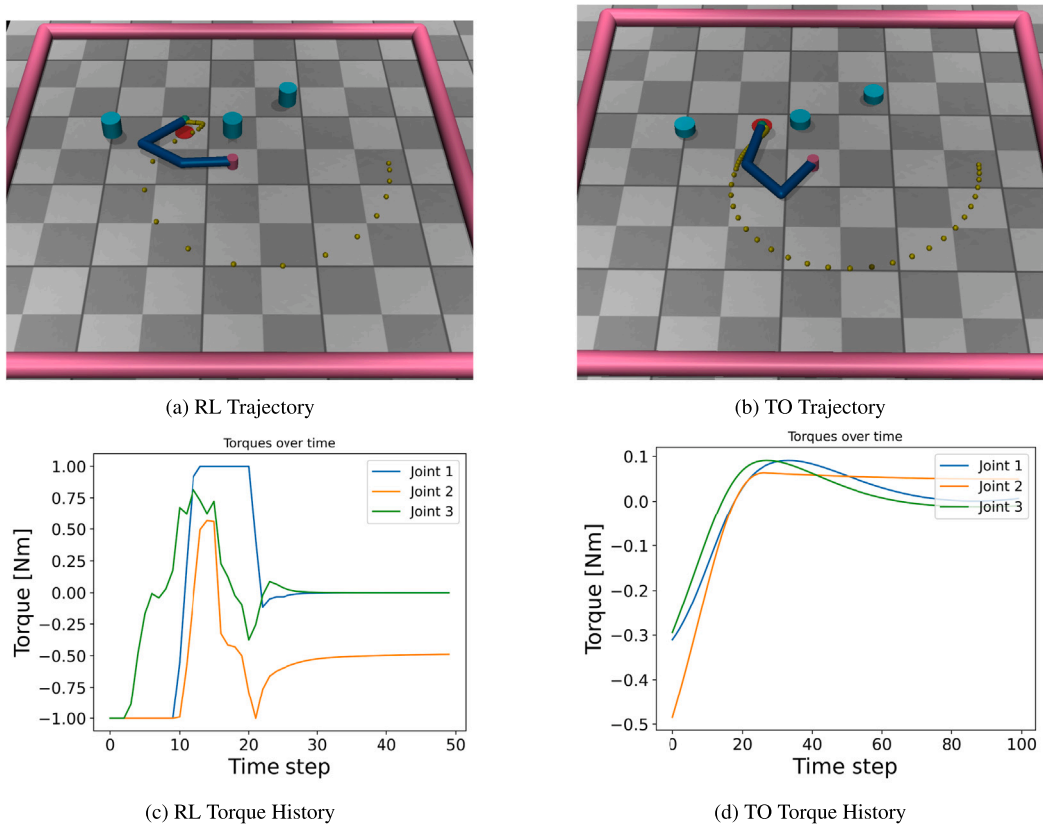 (a) RL Trajectory
(b) TO Trajectory
Torques over time
1.00
0.75
0.50
0.25
0.00
−0.25
−0.50
−0.75
−1.00
Torque [Nm]
Joint 1
Joint 2
Joint 3
0 10 20 30 40 50
Time step
(c) RL Torque History
Torques over time
0.1
0.0
−0.1
−0.2
−0.3
−0.4
−0.5
Torque [Nm]
Joint 1
Joint 2
Joint 3
0 20 40 60 80 100
Time step
(d) TO Torque History